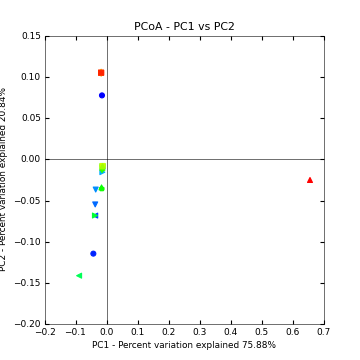 PCoA - PC1 vs PC2
0.15
0.10
0.05
0.00
−0.05
−0.10
−0.15
−0.20
PC2 - Percent variation explained 20.84%
−0.2 −0.1 0.0 0.1 0.2 0.3 0.4 0.5 0.6 0.7
PC1 - Percent variation explained 75.88%